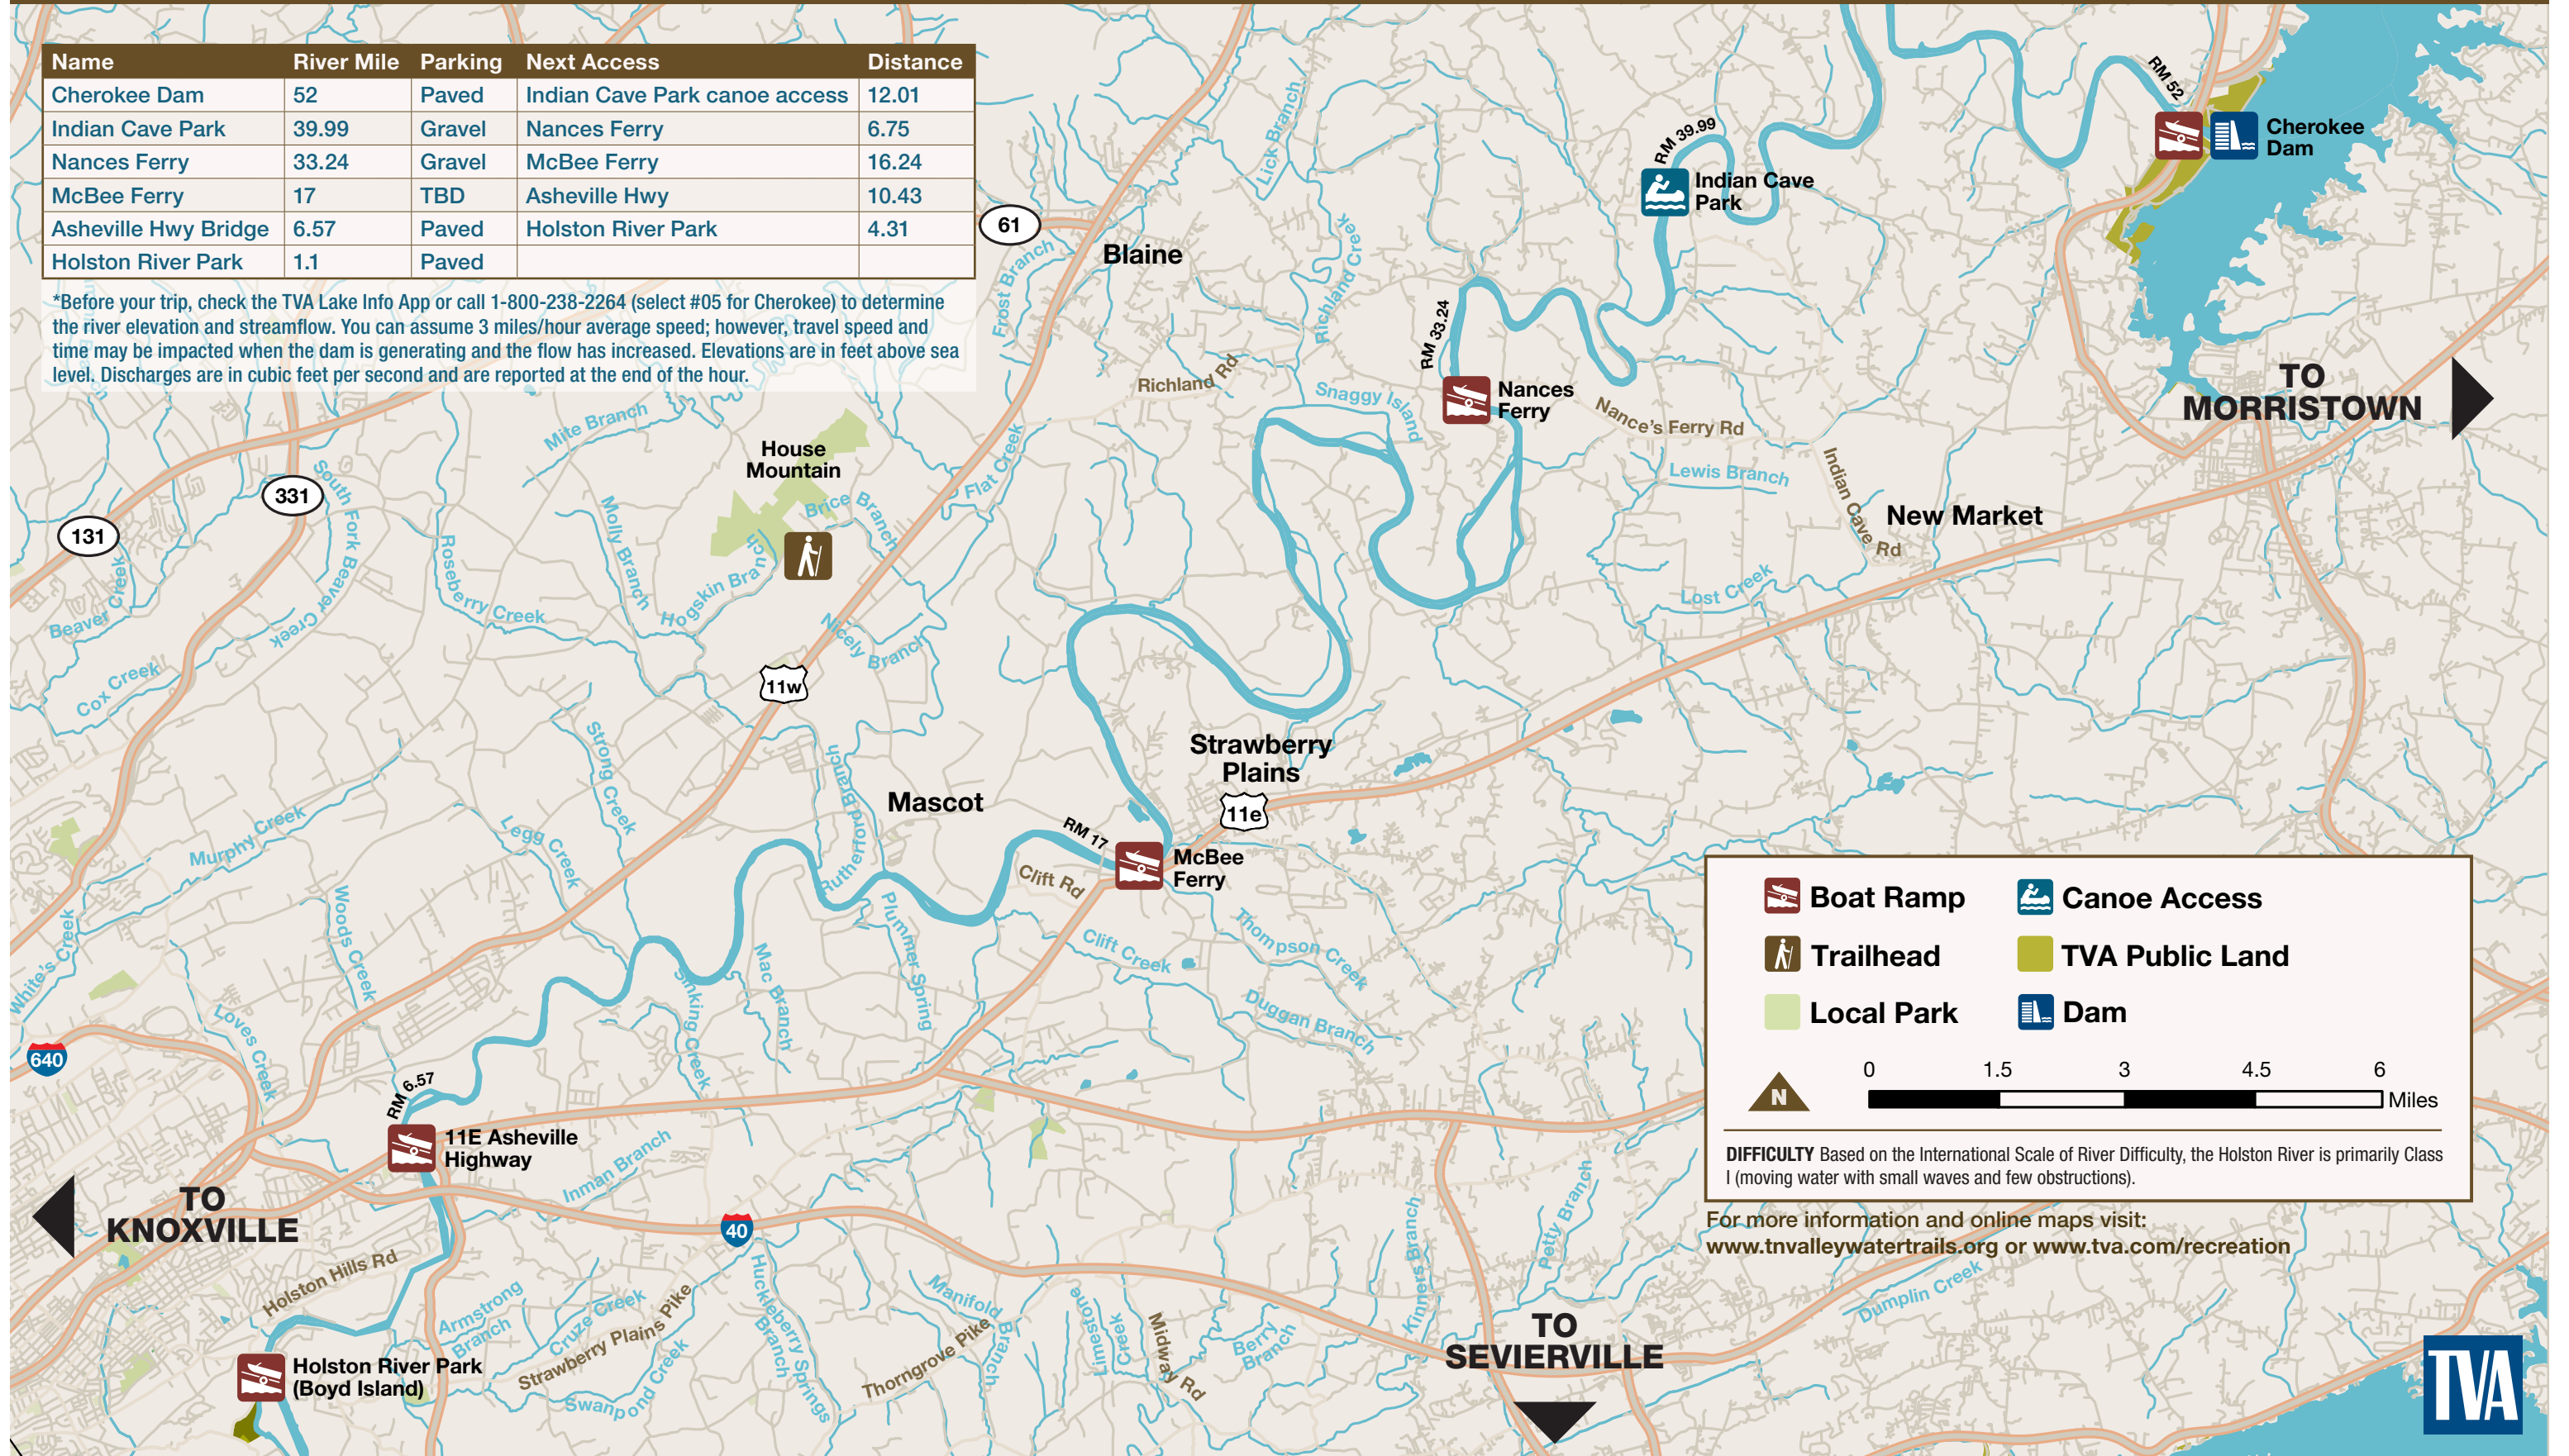 Name River Mile Parking Next Access Distance
Cherokee Dam 52 Paved Indian Cave Park canoe access 12.01
Indian Cave Park 39.99 Gravel Nances Ferry 6.75
Nances Ferry 33.24 Gravel McBee Ferry 16.24
McBee Ferry 17 TBD Asheville Hwy 10.43
Asheville Hwy Bridge 6.57 Paved Holston River Park 4.31
Holston River Park 1.1 Paved
*Before your trip, check the TVA Lake Info App or call 1-800-238-2264 (select #05 for Cherokee) to determine
the river elevation and streamflow. You can assume 3 miles/hour average speed; however, travel speed and
time may be impacted when the dam is generating and the flow has increased. Elevations are in feet above sea
level. Discharges are in cubic feet per second and are reported at the end of the hour.
RM 52
Cherokee
Dam
Lick Branch
RM 39.99
Indian Cave
Park
61
Blaine
Frost Branch
Richland Creek
RM 33.24
Richland Rd
Snaggy Island
Nances
Ferry
Nance's Ferry Rd
TO
MORRISTOWN
Mite Branch
House
Mountain
Flat Creek
Lewis Branch
Indian Cave Rd
New Market
331
131
South Fork Beaver Creek
Brice Branch
Molly Branch
Hogskin Branch
Roseberry Creek
Beaver Creek
Lost Creek
Nicely Branch
Cox Creek
11w
Strong Creek
Strawberry
Plains
11e
Rutherford Branch
Mascot
RM 17
McBee
Ferry
Clift Rd
Murphy Creek
Legg Creek
Woods Creek
White's Creek
Plummer Spring
Mac Branch
Sinking Creek
Clift Creek
Thompson Creek
Duggan Branch
Loves Creek
640
RM 6.57
11E Asheville
Highway
Inman Branch
TO
KNOXVILLE
40
Holston Hills Rd
Armstrong
Branch
Cruze Creek
Strawberry Plains Pike
Swanpond Creek
Huckleberry Springs
Branch
Manifold Branch
Thorngrove Pike
Limestone
Creek
Midway Rd
Berry
Branch
Kinners Branch
Petty Branch
Dumplin Creek
Holston River Park
(Boyd Island)
TO
SEVIERVILLE
Boat Ramp Canoe Access
Trailhead TVA Public Land
Local Park Dam
0 1.5 3 4.5 6
N Miles
DIFFICULTY Based on the International Scale of River Difficulty, the Holston River is primarily Class
I (moving water with small waves and few obstructions).
For more information and online maps visit:
www.tnvalleywatertrails.org or www.tva.com/recreation
TVA